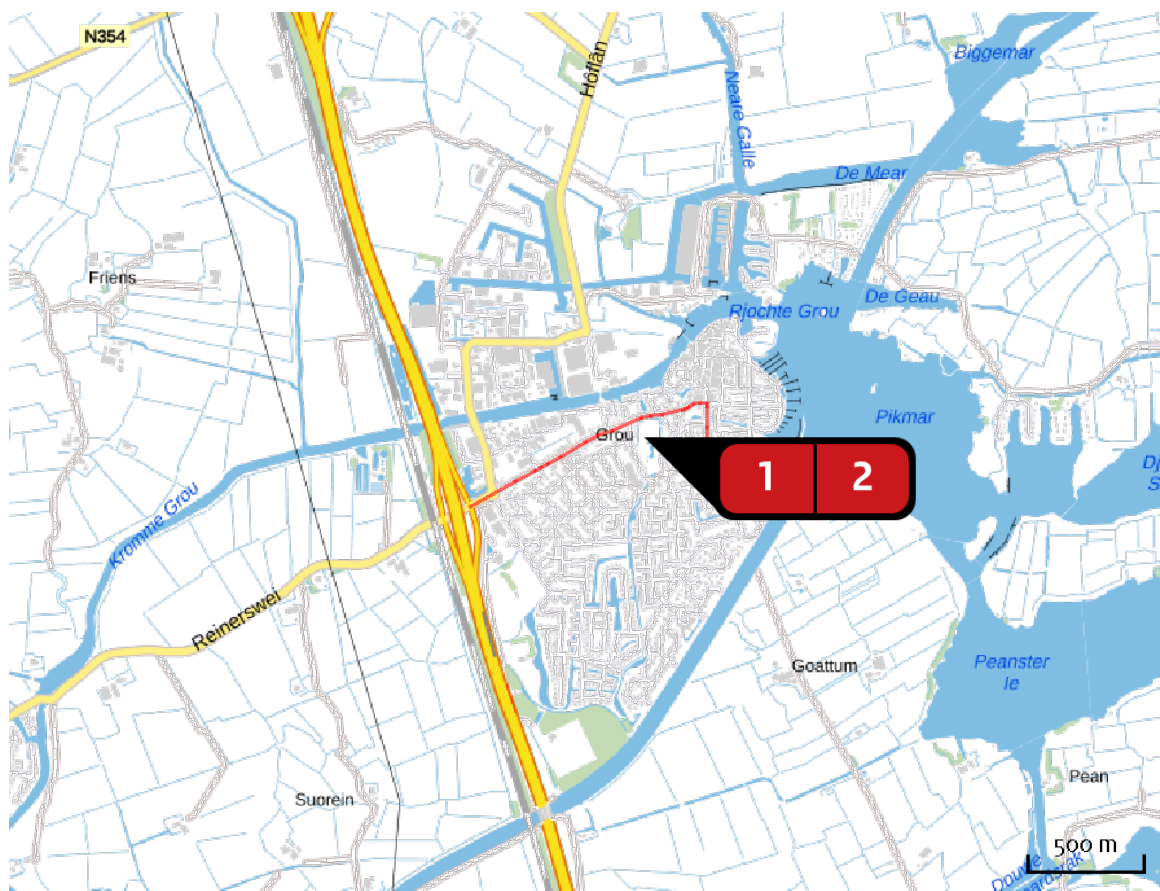 N354
Hôflân
Biggemar
Neare Galle
De Mear
Friens
De Geau
Rjochte Grou
Pikmar
Grou
1 2
Kromme Grou
Reinerswei
Goattum
Peanster
Ie
Pean
Suorein
500 m